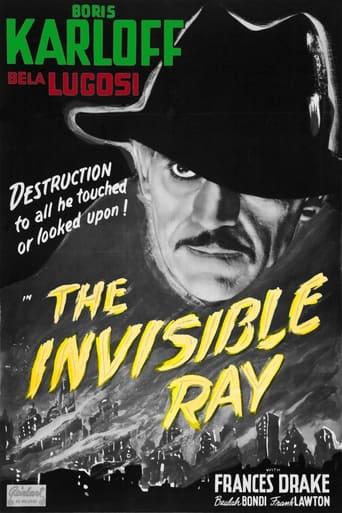 BORIS
KARLOFF
BELA LUGOSI
DESTRUCTION
to all he touched
or looked upon!
IN
THE
INVISIBLE
RAY
WITH
FRANCES DRAKE
Beulah BONDI Frank LAWTON
Realart